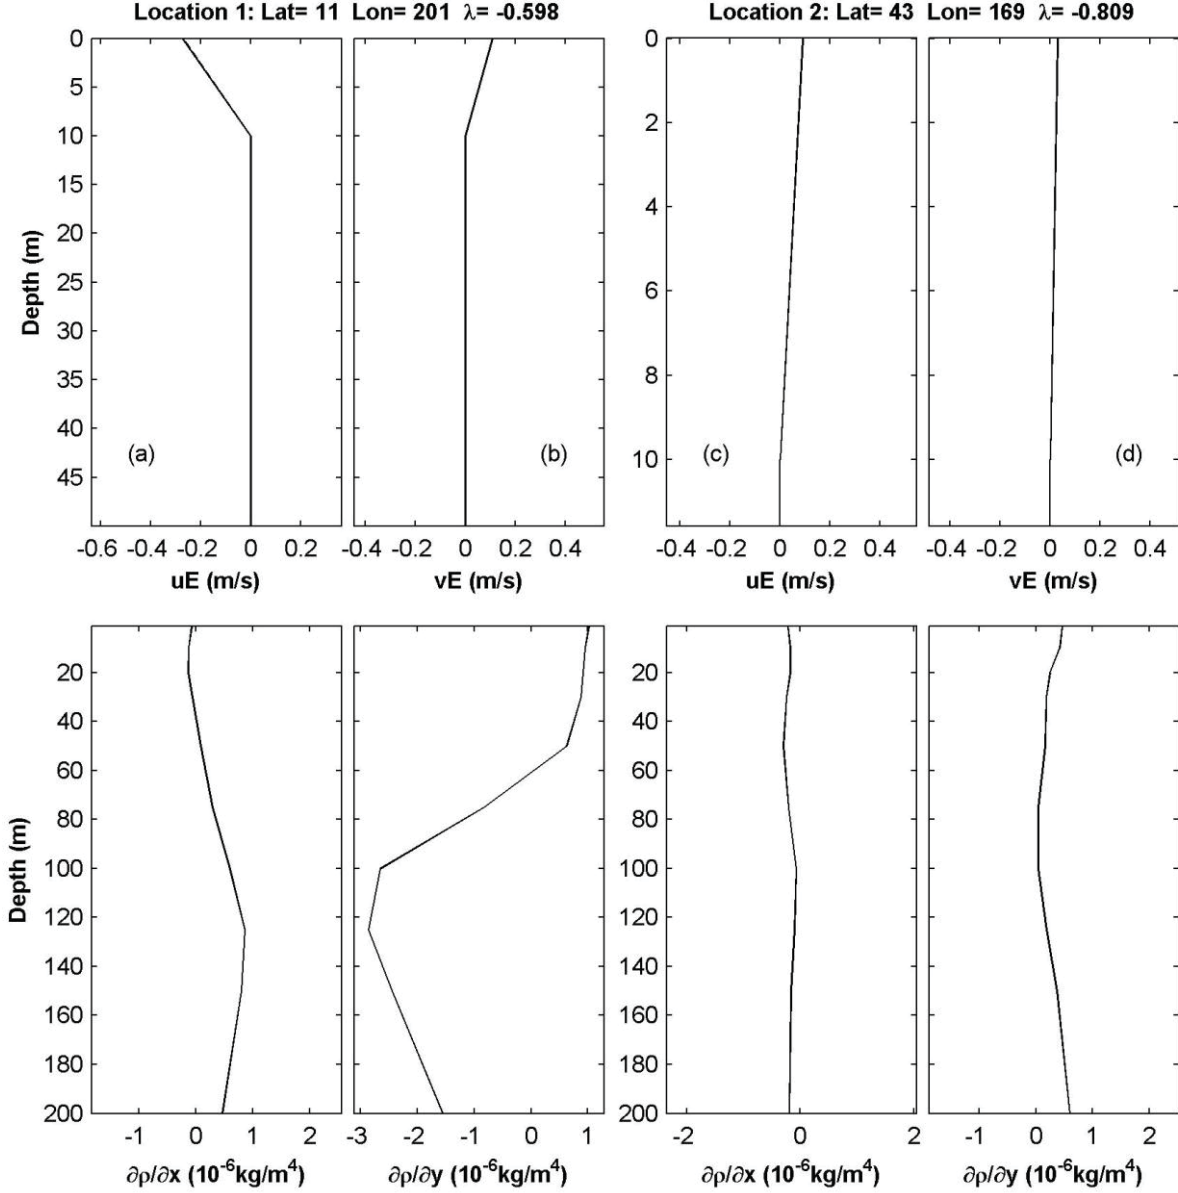 Location 1: Lat= 11 Lon= 201 λ= -0.598
Location 2: Lat= 43 Lon= 169 λ= -0.809
0
5
10
15
20
25
30
35
40
45
Depth (m)
(a)
-0.6 -0.4 -0.2 0 0.2
uE (m/s)
(b)
-0.4 -0.2 0 0.2 0.4
vE (m/s)
0
2
4
6
8
10
(c)
-0.4 -0.2 0 0.2 0.4
uE (m/s)
(d)
-0.4 -0.2 0 0.2 0.4
vE (m/s)
20
40
60
80
100
120
140
160
180
200
Depth (m)
-1 0 1 2
∂ρ/∂x (10⁻⁶kg/m⁴)
-3 -2 -1 0 1
∂ρ/∂y (10⁻⁶kg/m⁴)
20
40
60
80
100
120
140
160
180
200
-2 0 2
∂ρ/∂x (10⁻⁶kg/m⁴)
-1 0 1 2
∂ρ/∂y (10⁻⁶kg/m⁴)